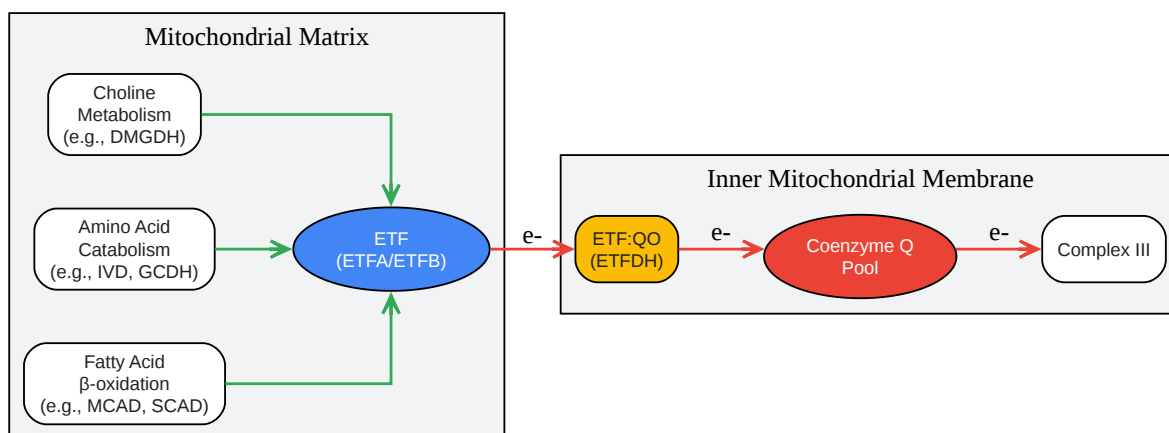 Mitochondrial Matrix
Choline
Metabolism
(e.g., DMGDH)
Amino Acid
Catabolism
(e.g., IVD, GCDH)
Fatty Acid
β-oxidation
(e.g., MCAD, SCAD)
ETF
(ETFA/ETFB)
e-
Inner Mitochondrial Membrane
ETF:QO
(ETFDH)
e-
Coenzyme Q
Pool
e-
Complex III